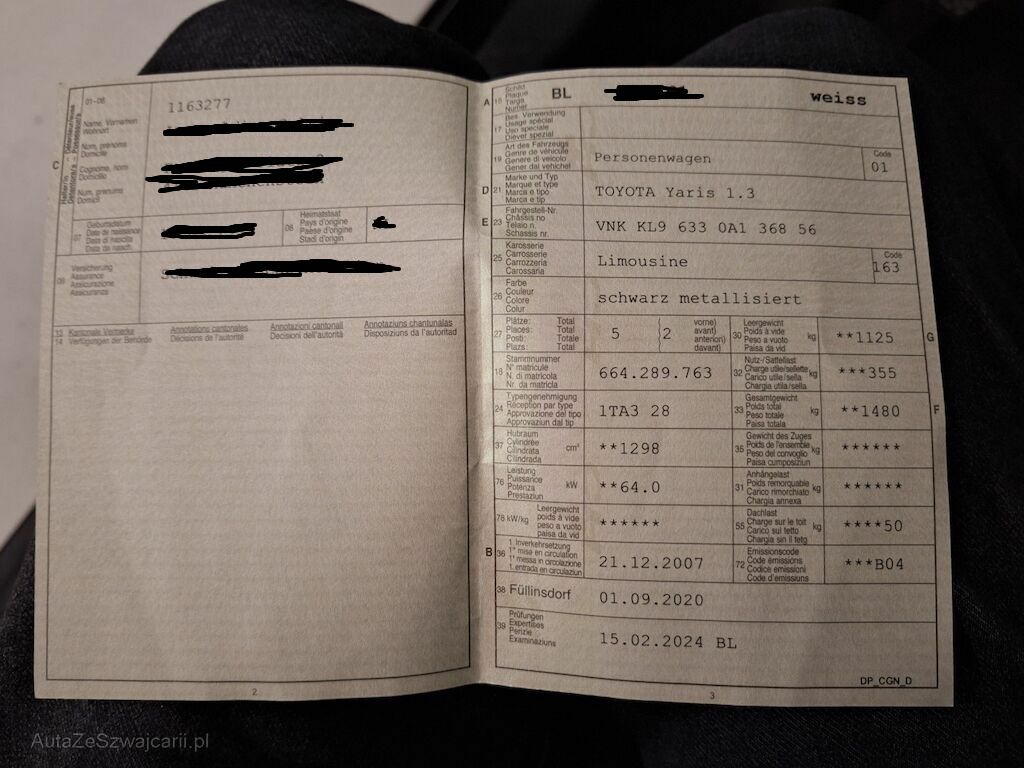 01-06
1163277
C
Halter/in
Name, Vornamen
Wohnort
Nom, prénoms
Domicile
Cognome, nomi
Domicilio
Num, prenums
Domicil
07
Geburtsdatum
Date de naissance
Data di nascita
Data da nasch.
08
Heimatstaat
Pays d'origine
Paese d'origine
Stadi d'origin
09
Versicherung
Assurance
Assicurazione
Assicuranza
13 Kantonale Vermerke
14 Verfügungen der Behörde
Annotations cantonales
Décisions de l'autorité
Annotazioni cantonali
Decisioni dell'autorità
Annotaziuns chantunalas
Disposiziuns da l'autoritad
2
A 15 Schild
Plaque
Targa
Numer
BL
weiss
17 Bes. Verwendung
Usage spécial
Uso speciale
Diever spezial
19 Art des Fahrzeugs
Genre de véhicule
Genere di veicolo
Gener dal vehichel
Personenwagen
Code
01
D 21 Marke und Typ
Marque et type
Marca e tipo
Marca e tip
TOYOTA Yaris 1.3
E 23 Fahrgestell-Nr.
Châssis no
Telaio n.
Schassis nr.
VNK KL9 633 0A1 368 56
25 Karosserie
Carrosserie
Carrozzeria
Carossaria
Limousine
Code
163
26 Farbe
Couleur
Colore
Colur
schwarz metallisiert
27 Plätze: Total
Places: Total
Posti: Totale
Plazs: Total
5
2
vorne)
avant)
anteriori)
davant)
30 Leergewicht
Poids à vide
Peso a vuoto
Paisa da vid
kg
**1125
G
18 Stammnummer
N° matricule
N. di matricola
Nr. da matricla
664.289.763
32 Nutz-/Sattellast
Charge utile/sellette
Carico utile/sella
Chargia utila/sella
kg
***355
24 Typengenehmigung
Réception par type
Approvazione del tipo
Approvaziun dal tip
1TA3 28
33 Gesamtgewicht
Poids total
Peso totale
Paisa totala
kg
**1480
F
37 Hubraum
Cylindrée
Cilindrata
Cilindrada
cm³
**1298
35 Gewicht des Zuges
Poids de l'ensemble
Peso del convoglio
Paisa cumposiziun
kg
******
76 Leistung
Puissance
Potenza
Prestaziun
kW
**64.0
31 Anhängelast
Poids remorquable
Carico rimorchiato
Chargia annexa
kg
******
78 kW/kg
Leergewicht
poids à vide
peso a vuoto
paisa da vid
******
55 Dachlast
Charge sur le toit
Carico sul tetto
Chargia sin il tetg
kg
****50
B 36 1. Inverkehrsetzung
1re mise en circulation
1a messa in circolazione
1. entrada en circulaziun
21.12.2007
72 Emissionscode
Code émissions
Codice emissioni
Code d'emissiuns
***B04
38 Füllinsdorf
01.09.2020
39 Prüfungen
Expertises
Perizie
Examinaziuns
15.02.2024 BL
DP_CGN_D
3
AutaZeSzwajcarii.pl